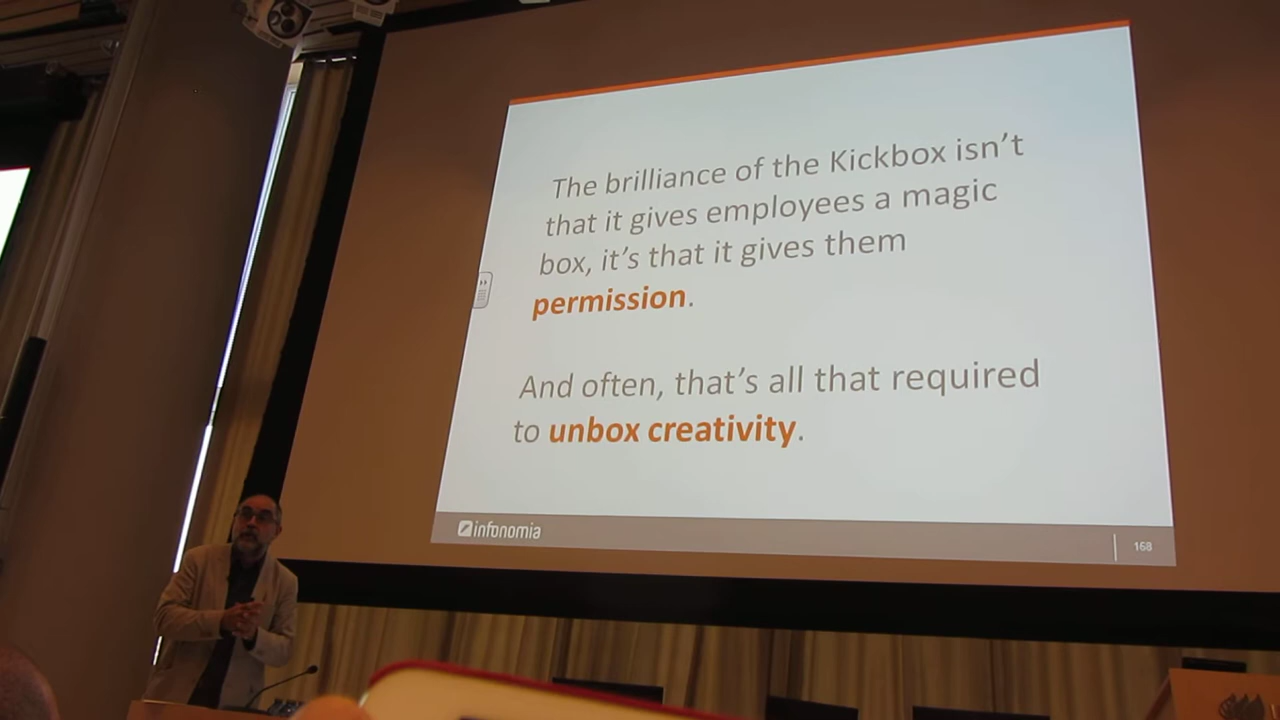 The brilliance of the Kickbox isn't
that it gives employees a magic
box, it's that it gives them
permission.
And often, that's all that required
to unbox creativity.
infonomia
168